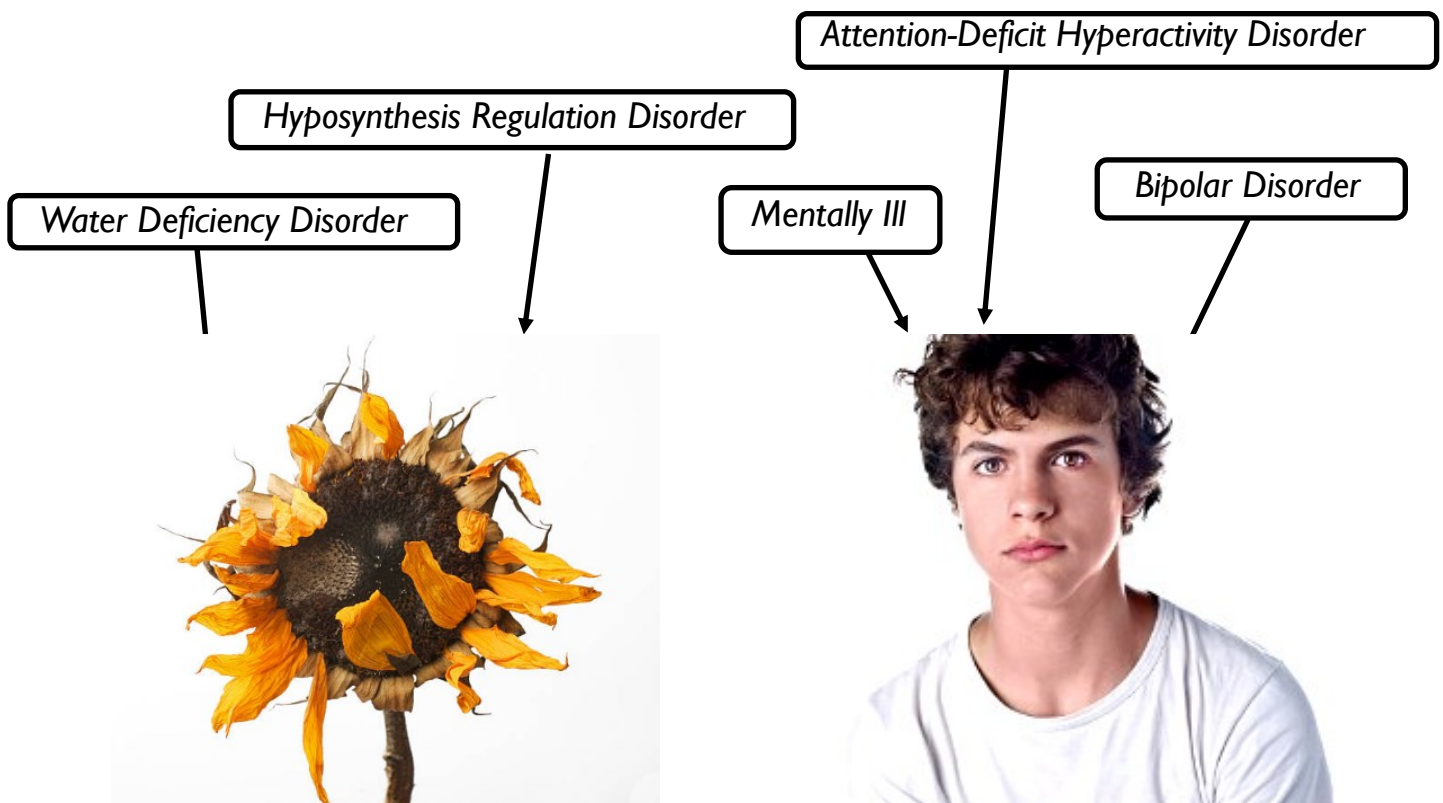 Attention-Deficit Hyperactivity Disorder
Hyposynthesis Regulation Disorder
Bipolar Disorder
Mentally Ill
Water Deficiency Disorder